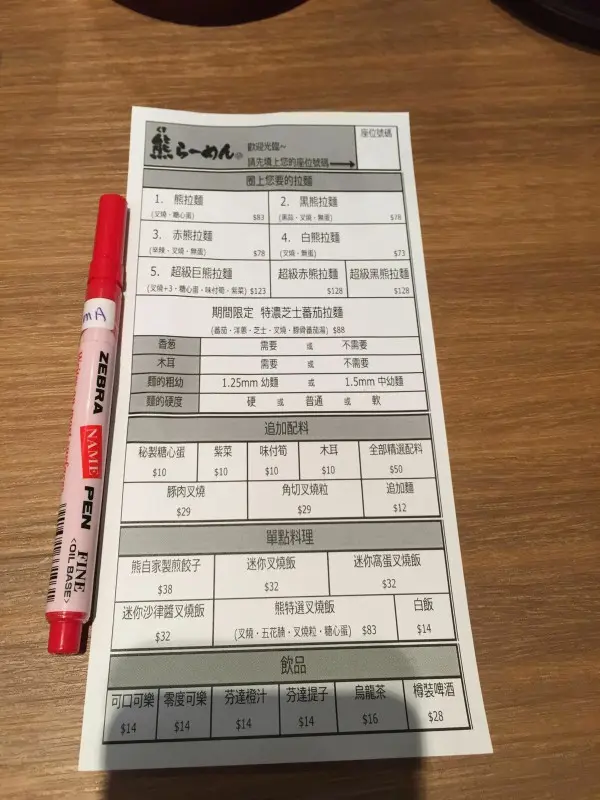 熊らーめん 歡迎光臨~
請先填上您的座位號碼
座位號碼
圈上您要的拉麵
1. 熊拉麵
(叉燒、糖心蛋) $83
2. 黑熊拉麵
(黑蒜、叉燒、無蛋) $78
3. 赤熊拉麵
(辛辣、叉燒、無蛋) $78
4. 白熊拉麵
(叉燒、無蛋) $73
5. 超級巨熊拉麵
(叉燒+3、糖心蛋、味付筍、紫菜) $123
超級赤熊拉麵
$128
超級黑熊拉麵
$128
期間限定 特濃芝士蕃茄拉麵
(蕃茄、洋蔥、芝士、叉燒、豚骨蕃茄湯) $88
香葱 需要 或 不需要
木耳 需要 或 不需要
麵的粗幼 1.25mm 幼麵 或 1.5mm 中幼麵
麵的硬度 硬 或 普通 或 軟
追加配料
秘製糖心蛋 紫菜 味付筍 木耳 全部精選配料
$10 $10 $10 $10 $50
豚肉叉燒 角切叉燒粒 追加麵
$29 $29 $12
單點料理
熊自家製煎餃子 迷你叉燒飯 迷你窩蛋叉燒飯
$38 $32 $32
迷你沙律醬叉燒飯 熊特選叉燒飯 白飯
$32 (叉燒、五花腩、叉燒粒、糖心蛋) $83 $14
飲品
可口可樂 零度可樂 芬達橙汁 芬達提子 烏龍茶 樽裝啤酒
$14 $14 $14 $14 $16 $28
MA
ZEBRA
NAME
PEN
FINE
<OIL BASE>